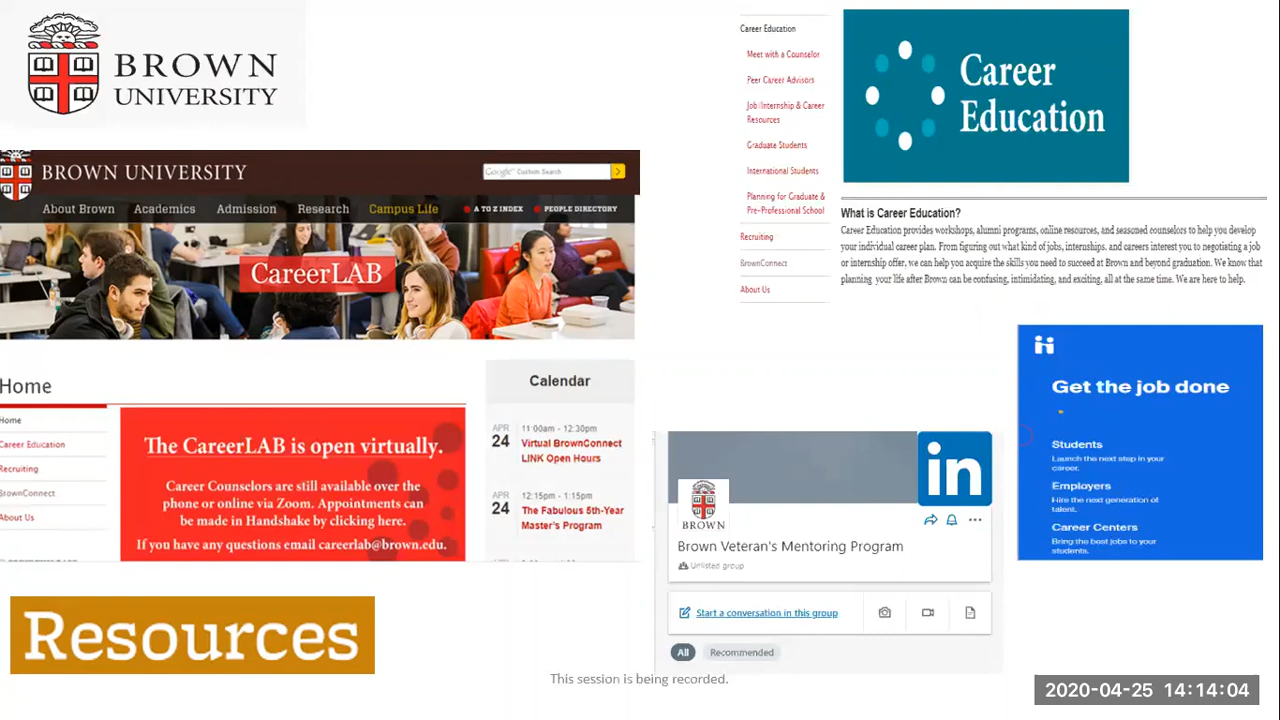 BROWN
UNIVERSITY
BROWN UNIVERSITY
Google Custom Search
About Brown Academics Admission Research Campus Life A TO Z INDEX PEOPLE DIRECTORY
CareerLAB
Home
Home
Career Education
Recruiting
BrownConnect
About Us
The CareerLAB is open virtually.
Career Counselors are still available over the
phone or online via Zoom. Appointments can
be made in Handshake by clicking here.
If you have any questions email careerlab@brown.edu.
Calendar
APR
24
11:00am - 12:30pm
Virtual BrownConnect
LINK Open Hours
APR
24
12:15pm - 1:15pm
The Fabulous 5th-Year
Master's Program
Resources
Career Education
Meet with a Counselor
Peer Career Advisors
Job/Internship & Career
Resources
Graduate Students
International Students
Planning for Graduate &
Pre-Professional School
Recruiting
BrownConnect
About Us
Career
Education
What is Career Education?
Career Education provides workshops, alumni programs, online resources, and seasoned counselors to help you develop
your individual career plan. From figuring out what kind of jobs, internships, and careers interest you to negotiating a job
or internship offer, we can help you acquire the skills you need to succeed at Brown and beyond graduation. We know that
planning your life after Brown can be confusing, intimidating, and exciting, all at the same time. We are here to help.
in
BROWN
Brown Veteran's Mentoring Program
Unlisted group
Start a conversation in this group
All Recommended
Get the job done
Students
Launch the next step in your
career.
Employers
Hire the next generation of
talent.
Career Centers
Bring the best jobs to your
students.
This session is being recorded.
2020-04-25 14:14:04